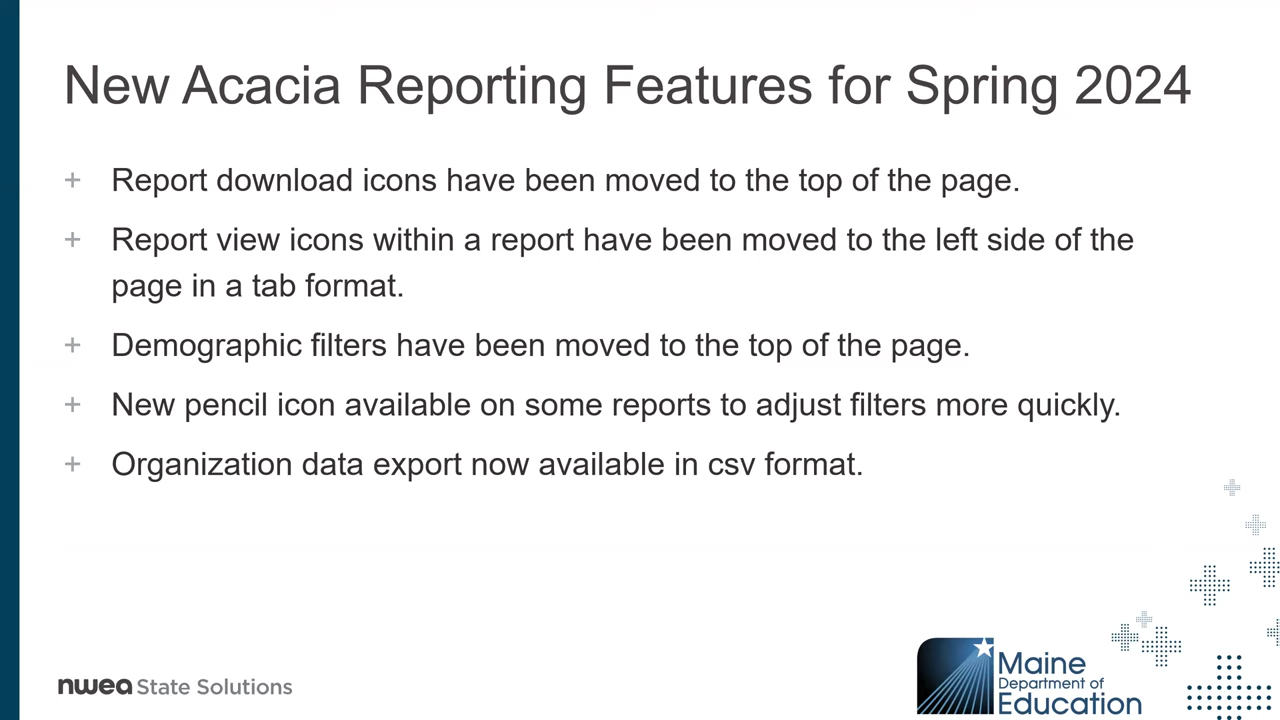 New Acacia Reporting Features for Spring 2024
+ Report download icons have been moved to the top of the page.
+ Report view icons within a report have been moved to the left side of the
page in a tab format.
+ Demographic filters have been moved to the top of the page.
+ New pencil icon available on some reports to adjust filters more quickly.
+ Organization data export now available in csv format.
nwea State Solutions
Maine
Department of
Education